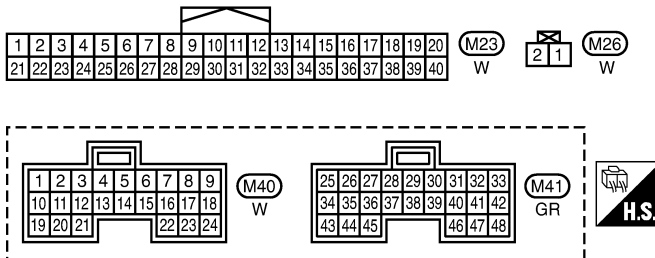 1 2 3 4 5 6 7 8 9 10 11 12 13 14 15 16 17 18 19 20
21 22 23 24 25 26 27 28 29 30 31 32 33 34 35 36 37 38 39 40
M23
W
2 1
M26
W
1 2 3 4 5 6 7 8 9
10 11 12 13 14 15 16 17 18
19 20 21 22 23 24
M40
W
25 26 27 28 29 30 31 32 33
34 35 36 37 38 39 40 41 42
43 44 45 46 47 48
M41
GR
H.S.